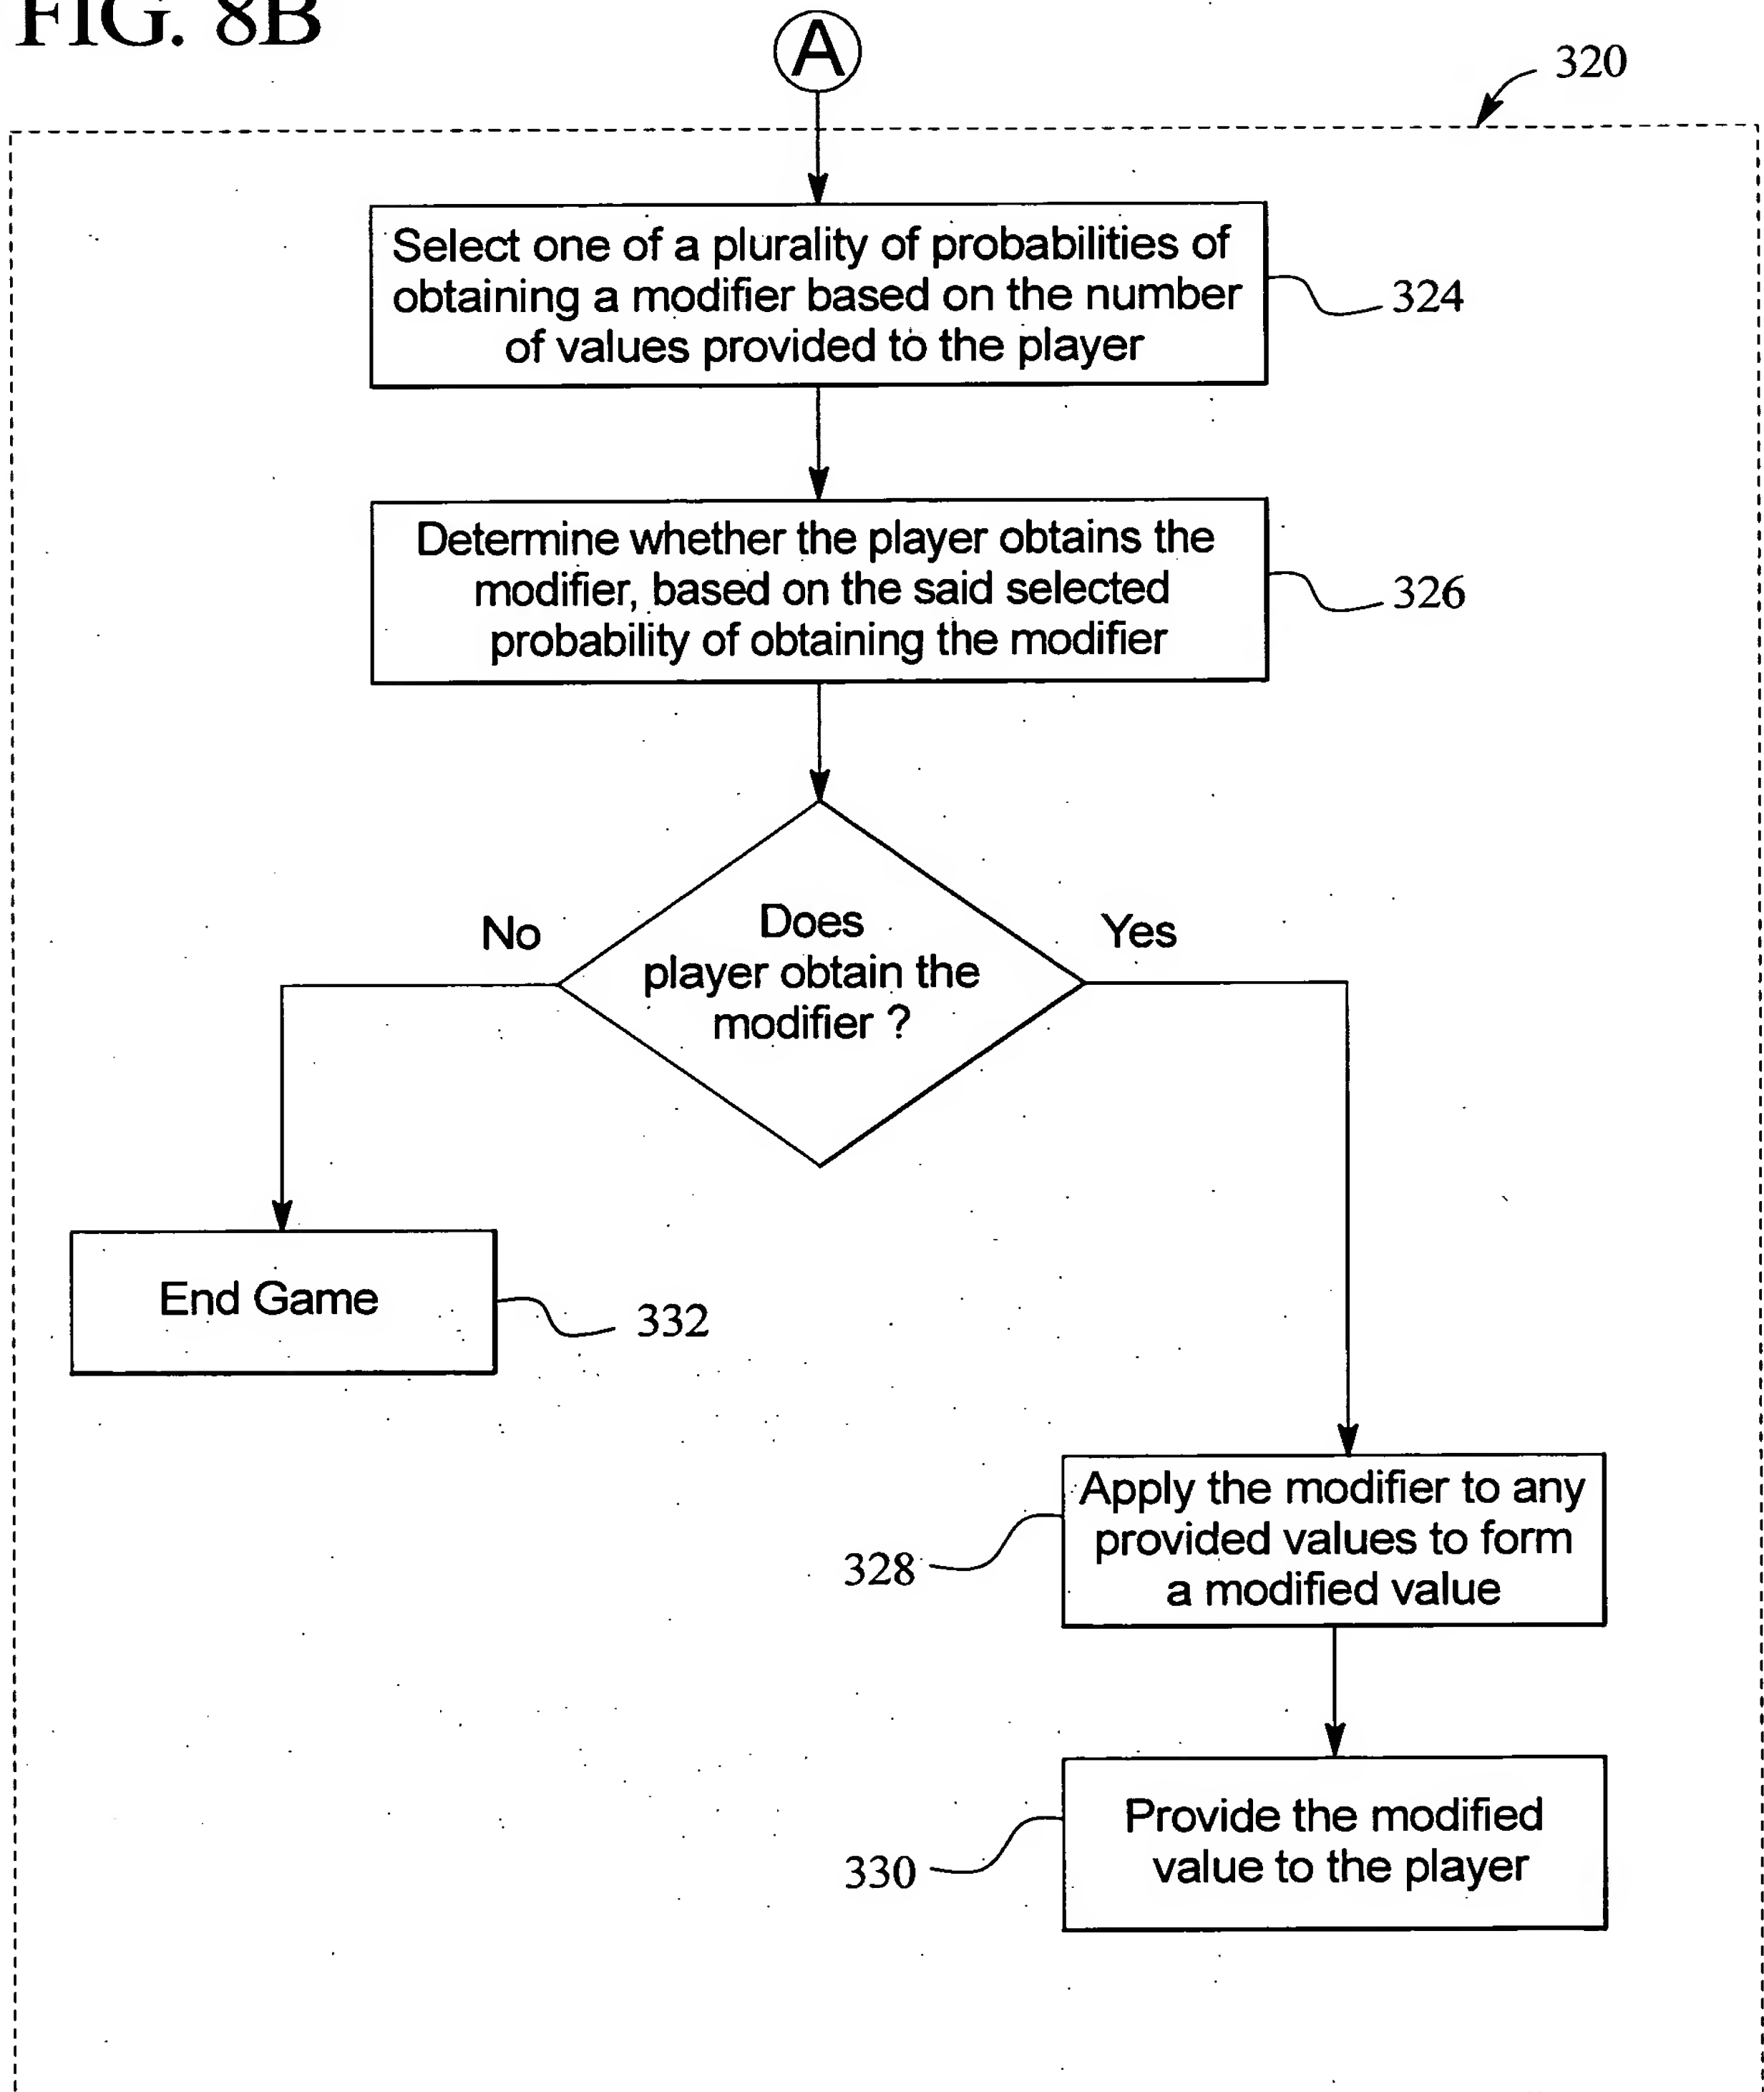 FIG. 8B
A
320
Select one of a plurality of probabilities of
obtaining a modifier based on the number
of values provided to the player
324
Determine whether the player obtains the
modifier, based on the said selected
probability of obtaining the modifier
326
No
Does
player obtain the
modifier ?
Yes
End Game
332
Apply the modifier to any
provided values to form
a modified value
328
Provide the modified
value to the player
330